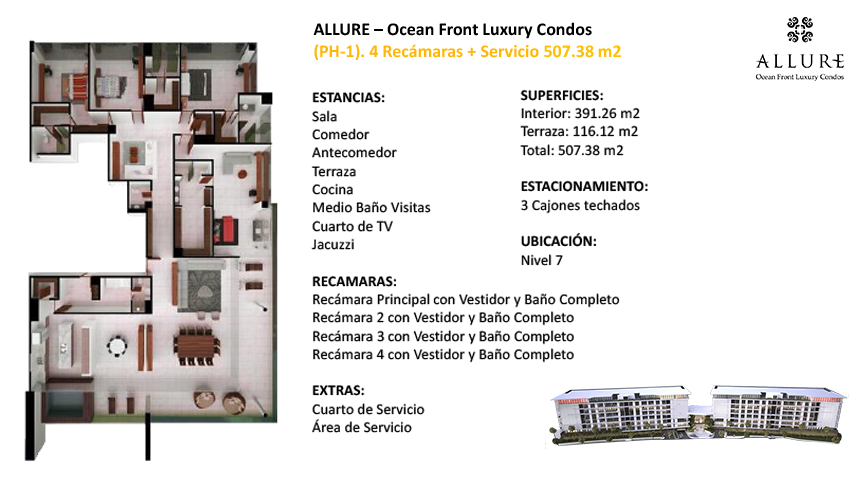 ALLURE – Ocean Front Luxury Condos
(PH-1). 4 Recámaras + Servicio 507.38 m2
ALLURE
Ocean Front Luxury Condos
ESTANCIAS:
Sala
Comedor
Antecomedor
Terraza
Cocina
Medio Baño Visitas
Cuarto de TV
Jacuzzi
SUPERFICIES:
Interior: 391.26 m2
Terraza: 116.12 m2
Total: 507.38 m2
ESTACIONAMIENTO:
3 Cajones techados
UBICACIÓN:
Nivel 7
RECAMARAS:
Recámara Principal con Vestidor y Baño Completo
Recámara 2 con Vestidor y Baño Completo
Recámara 3 con Vestidor y Baño Completo
Recámara 4 con Vestidor y Baño Completo
EXTRAS:
Cuarto de Servicio
Área de Servicio